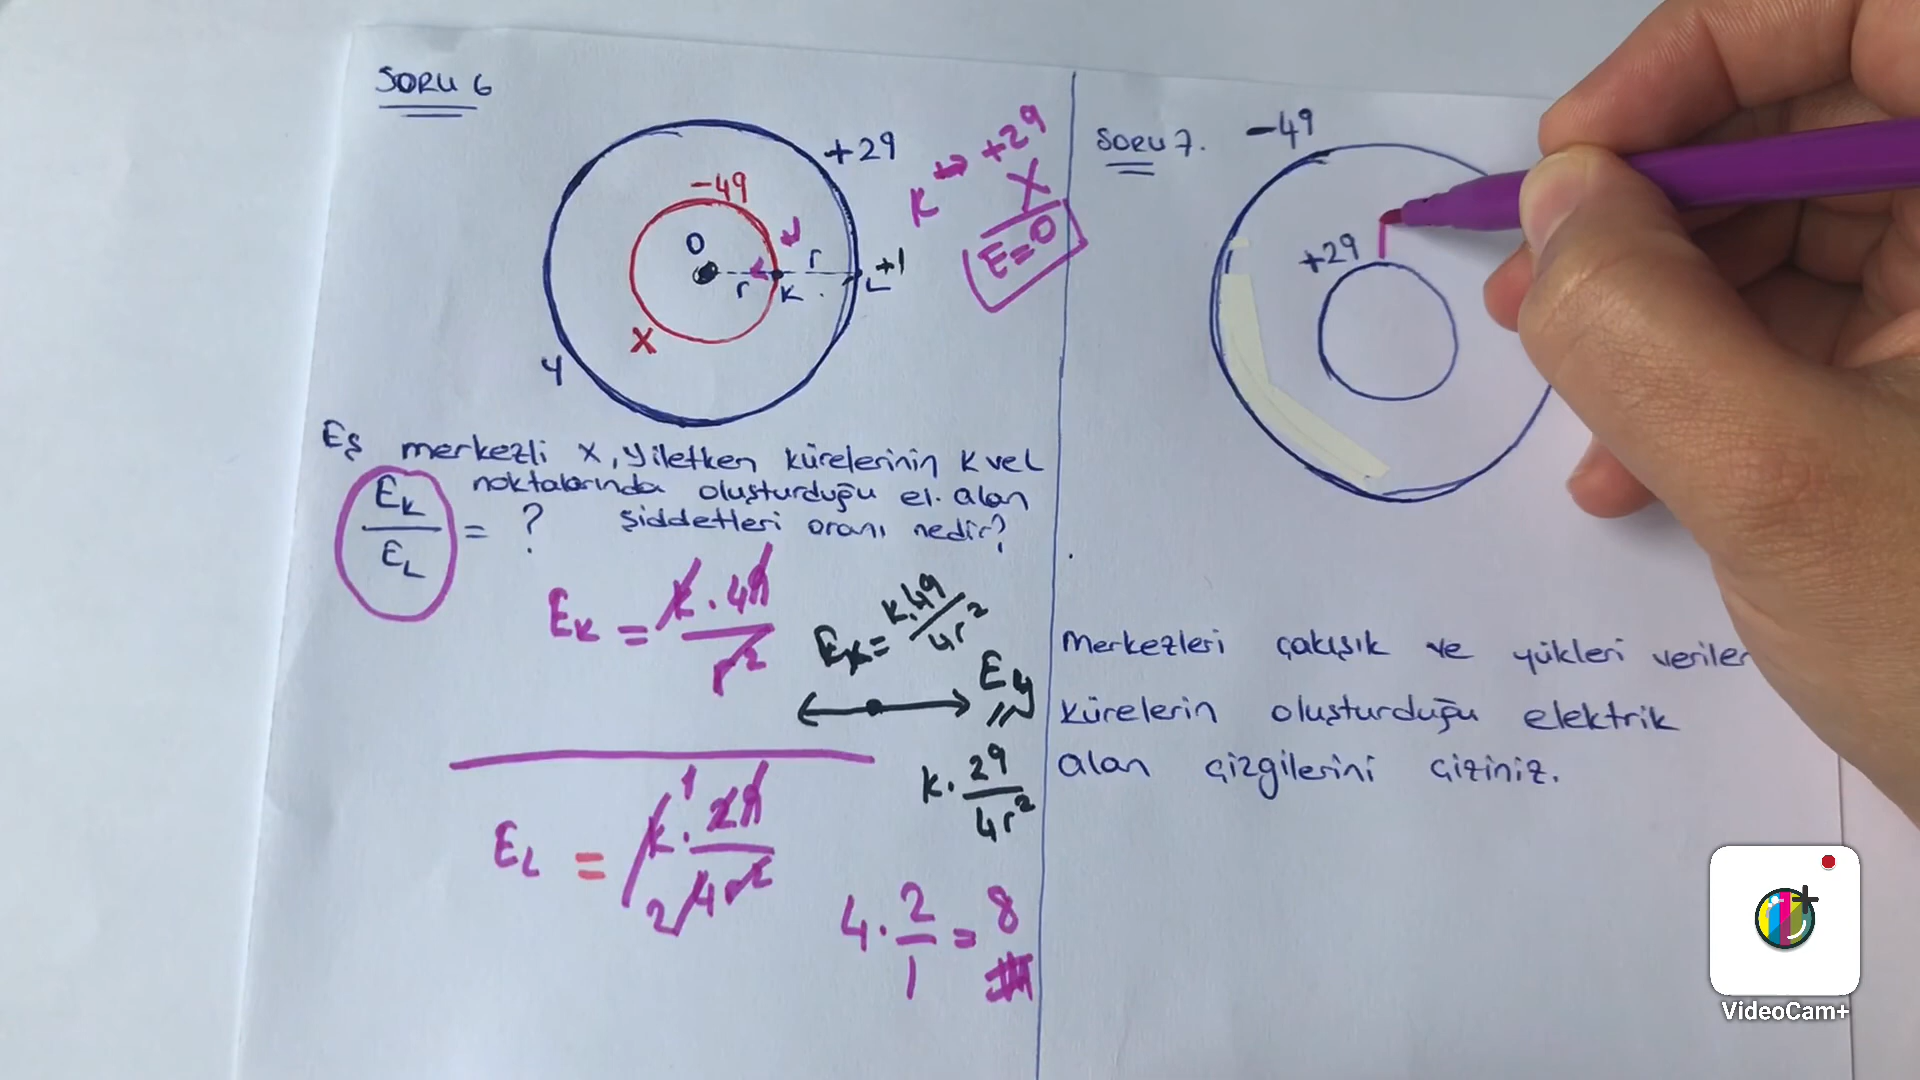 SORU 6
+2q
-4q
O
r
r
K
L
+1
X
Y
K → +2q
X
E=0
Eş merkezli X, Y iletken kürelerinin K ve L
noktalarında oluşturduğu el. alan
şiddetleri oranı nedir?
EK/EL = ?
EK = k.4q/r²
Ex = k.4q/4r²
Ey
k. 2q/4r²
EL = k.2q/4r²
1
2
4. 2/1 = 8
SORU 7.
-4q
+2q
Merkezleri çakışık ve yükleri verilen
kürelerin oluşturduğu elektrik
alan çizgilerini çiziniz.
VideoCam+